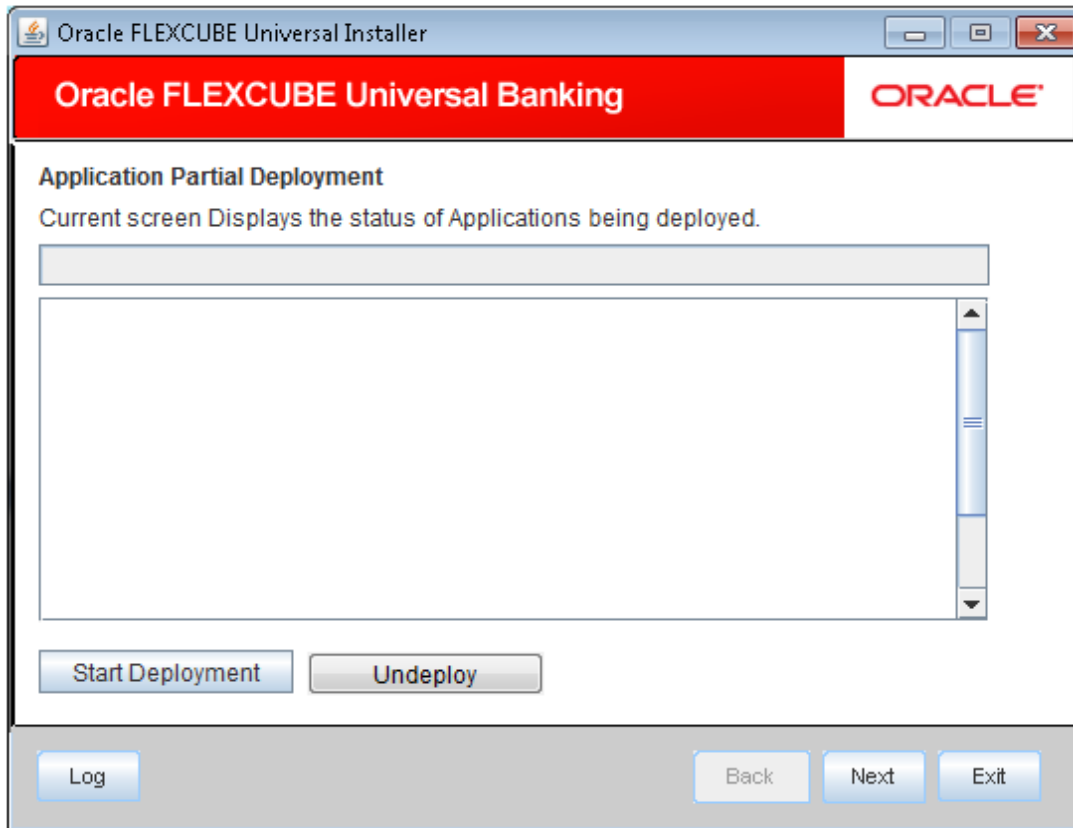 Oracle FLEXCUBE Universal Installer
Oracle FLEXCUBE Universal Banking
ORACLE
Application Partial Deployment
Current screen Displays the status of Applications being deployed.
Start Deployment
Undeploy
Log
Back
Next
Exit